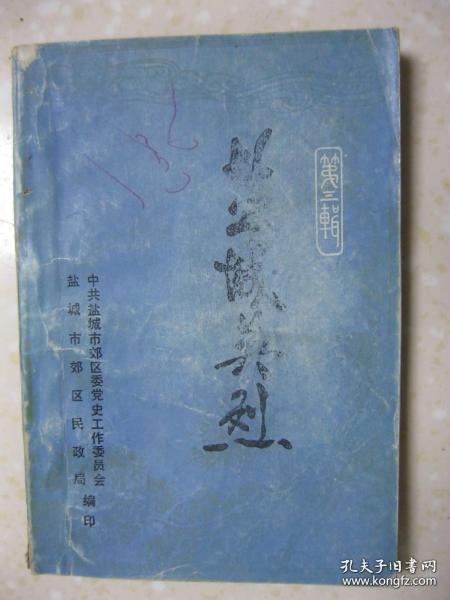 第三輯
盐城英烈
中共盐城市郊区委党史工作委员会
盐城市郊区民政局
编印
孔夫子旧书网
www.kongfz.com